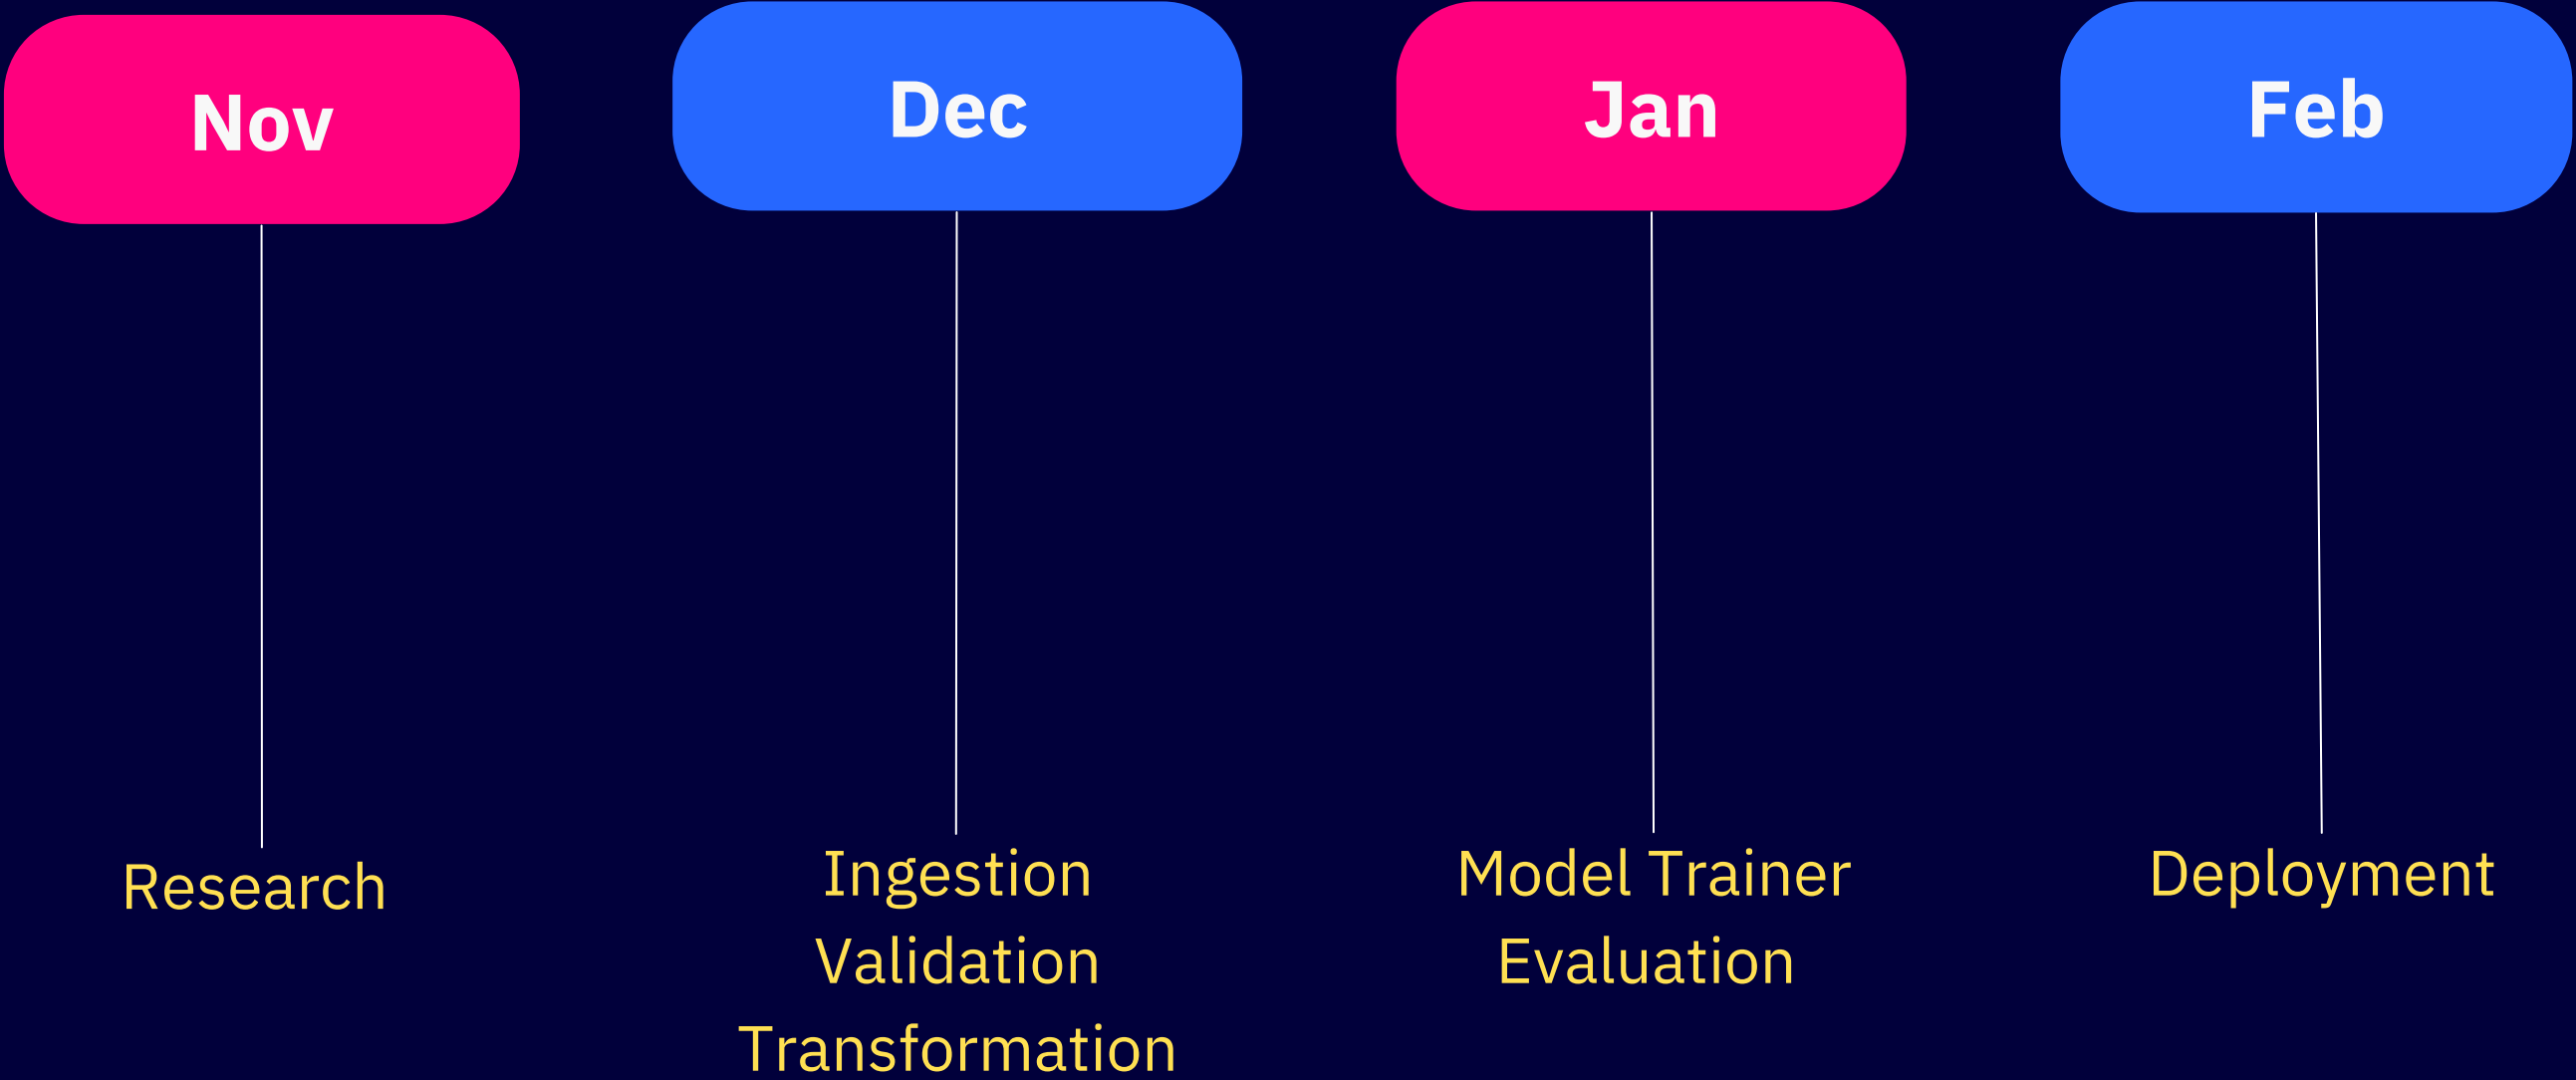 Nov
Dec
Jan
Feb
Research
Ingestion
Validation
Transformation
Model Trainer
Evaluation
Deployment